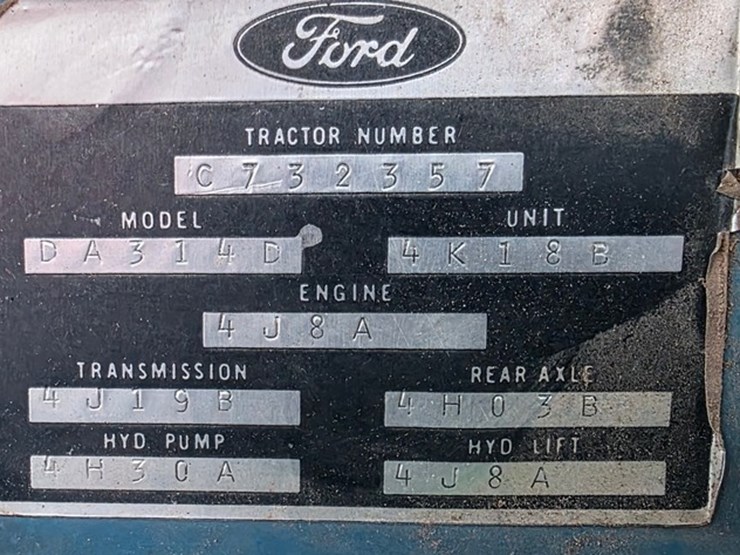 Ford
TRACTOR NUMBER
C732357
MODEL UNIT
DA314D 4K18B
ENGINE
4J8A
TRANSMISSION REAR AXLE
4J19B 4H03B
HYD PUMP HYD LIFT
4H30A 4J8A